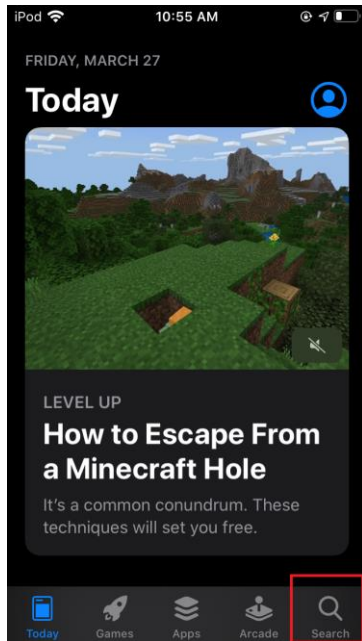 iPod 10:55 AM
FRIDAY, MARCH 27
Today
LEVEL UP
How to Escape From
a Minecraft Hole
It's a common conundrum. These
techniques will set you free.
Today Games Apps Arcade Search